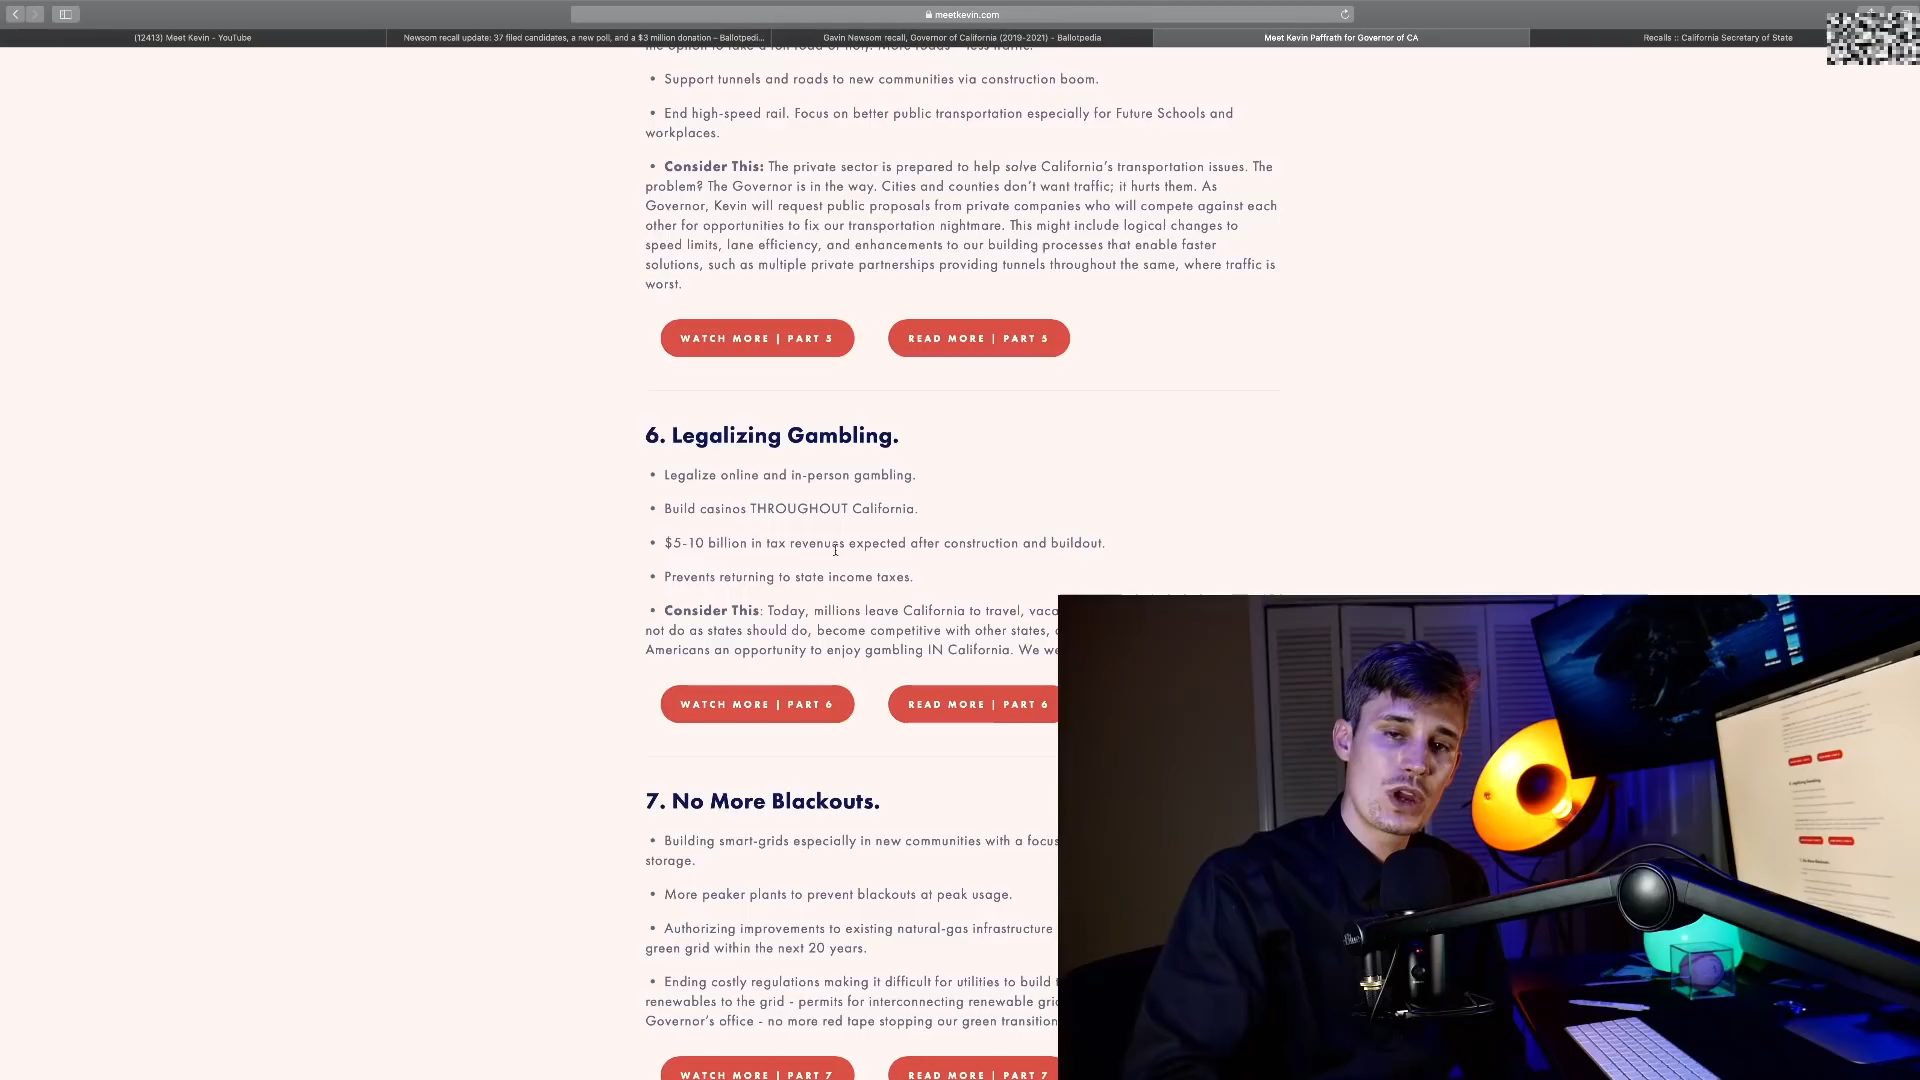 meetkevin.com
(12413) Meet Kevin - YouTube
Newsom recall update: 37 filed candidates, a new poll, and a $3 million donation – Ballotpedi...
Gavin Newsom recall, Governor of California (2019-2021) - Ballotpedia
Meet Kevin Paffrath for Governor of CA
Recalls :: California Secretary of State
• Support tunnels and roads to new communities via construction boom.
• End high-speed rail. Focus on better public transportation especially for Future Schools and
workplaces.
• Consider This: The private sector is prepared to help solve California's transportation issues. The
problem? The Governor is in the way. Cities and counties don't want traffic; it hurts them. As
Governor, Kevin will request public proposals from private companies who will compete against each
other for opportunities to fix our transportation nightmare. This might include logical changes to
speed limits, lane efficiency, and enhancements to our building processes that enable faster
solutions, such as multiple private partnerships providing tunnels throughout the same, where traffic is
worst.
WATCH MORE | PART 5
READ MORE | PART 5
6. Legalizing Gambling.
• Legalize online and in-person gambling.
• Build casinos THROUGHOUT California.
• $5-10 billion in tax revenues expected after construction and buildout.
• Prevents returning to state income taxes.
• Consider This: Today, millions leave California to travel, vaca
not do as states should do, become competitive with other states,
Americans an opportunity to enjoy gambling IN California. We we
WATCH MORE | PART 6
READ MORE | PART 6
7. No More Blackouts.
• Building smart-grids especially in new communities with a focus
storage.
• More peaker plants to prevent blackouts at peak usage.
• Authorizing improvements to existing natural-gas infrastructure
green grid within the next 20 years.
• Ending costly regulations making it difficult for utilities to build
renewables to the grid - permits for interconnecting renewable gri
Governor's office - no more red tape stopping our green transition
WATCH MORE | PART 7
READ MORE | PART 7
Blue